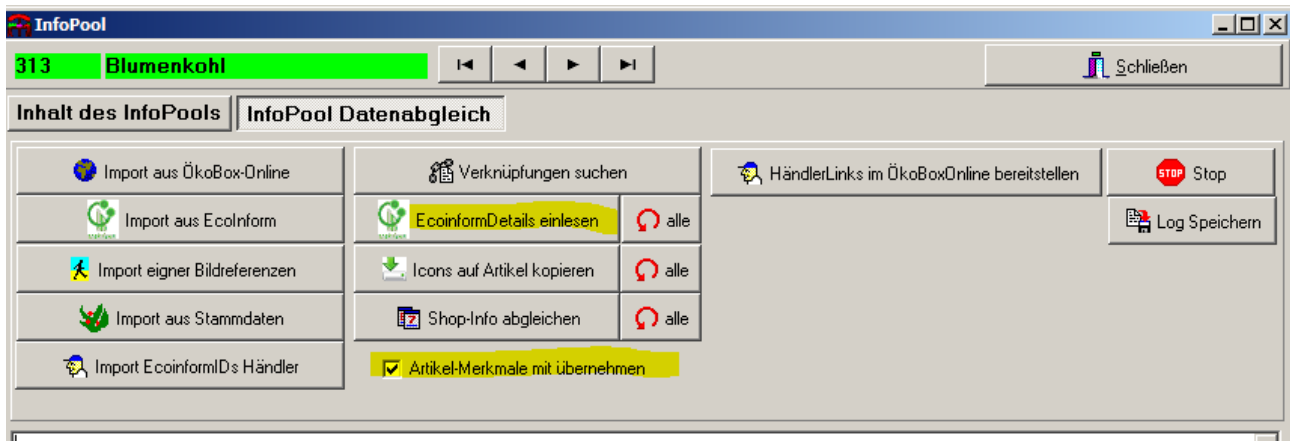 InfoPool
313 Blumenkohl Schließen
Inhalt des InfoPools InfoPool Datenabgleich
Import aus ÖkoBox-Online Verknüpfungen suchen HändlerLinks im ÖkoBoxOnline bereitstellen STOP Stop
Import aus EcoInform EcoinformDetails einlesen alle Log Speichern
Import eigner Bildreferenzen Icons auf Artikel kopieren alle
Import aus Stammdaten Shop-Info abgleichen alle
Import EcoinformIDs Händler Artikel-Merkmale mit übernehmen